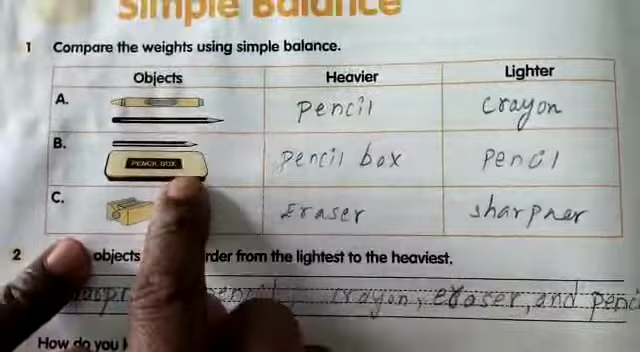 Simple Balance
1 Compare the weights using simple balance.
Objects Heavier Lighter
A. pencil crayon
B. PENCIL BOX pencil box pencil
C. Eraser sharpner
2 objects rder from the lightest to the heaviest.
crayon, eraser, and penci
How do you